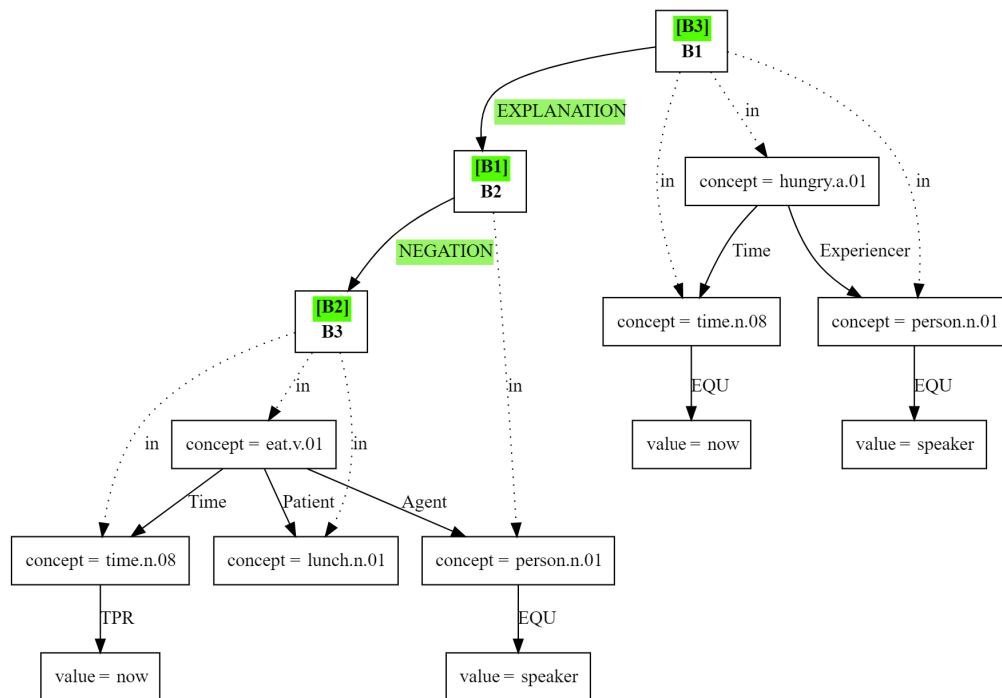 [B3]
B1
EXPLANATION
in
[B1]
B2
in
concept = hungry.a.01
in
NEGATION
Time
Experiencer
[B2]
B3
concept = time.n.08
concept = person.n.01
in
in
EQU
EQU
in
concept = eat.v.01
in
value = now
value = speaker
Time
Patient
Agent
concept = time.n.08
concept = lunch.n.01
concept = person.n.01
TPR
EQU
value = now
value = speaker